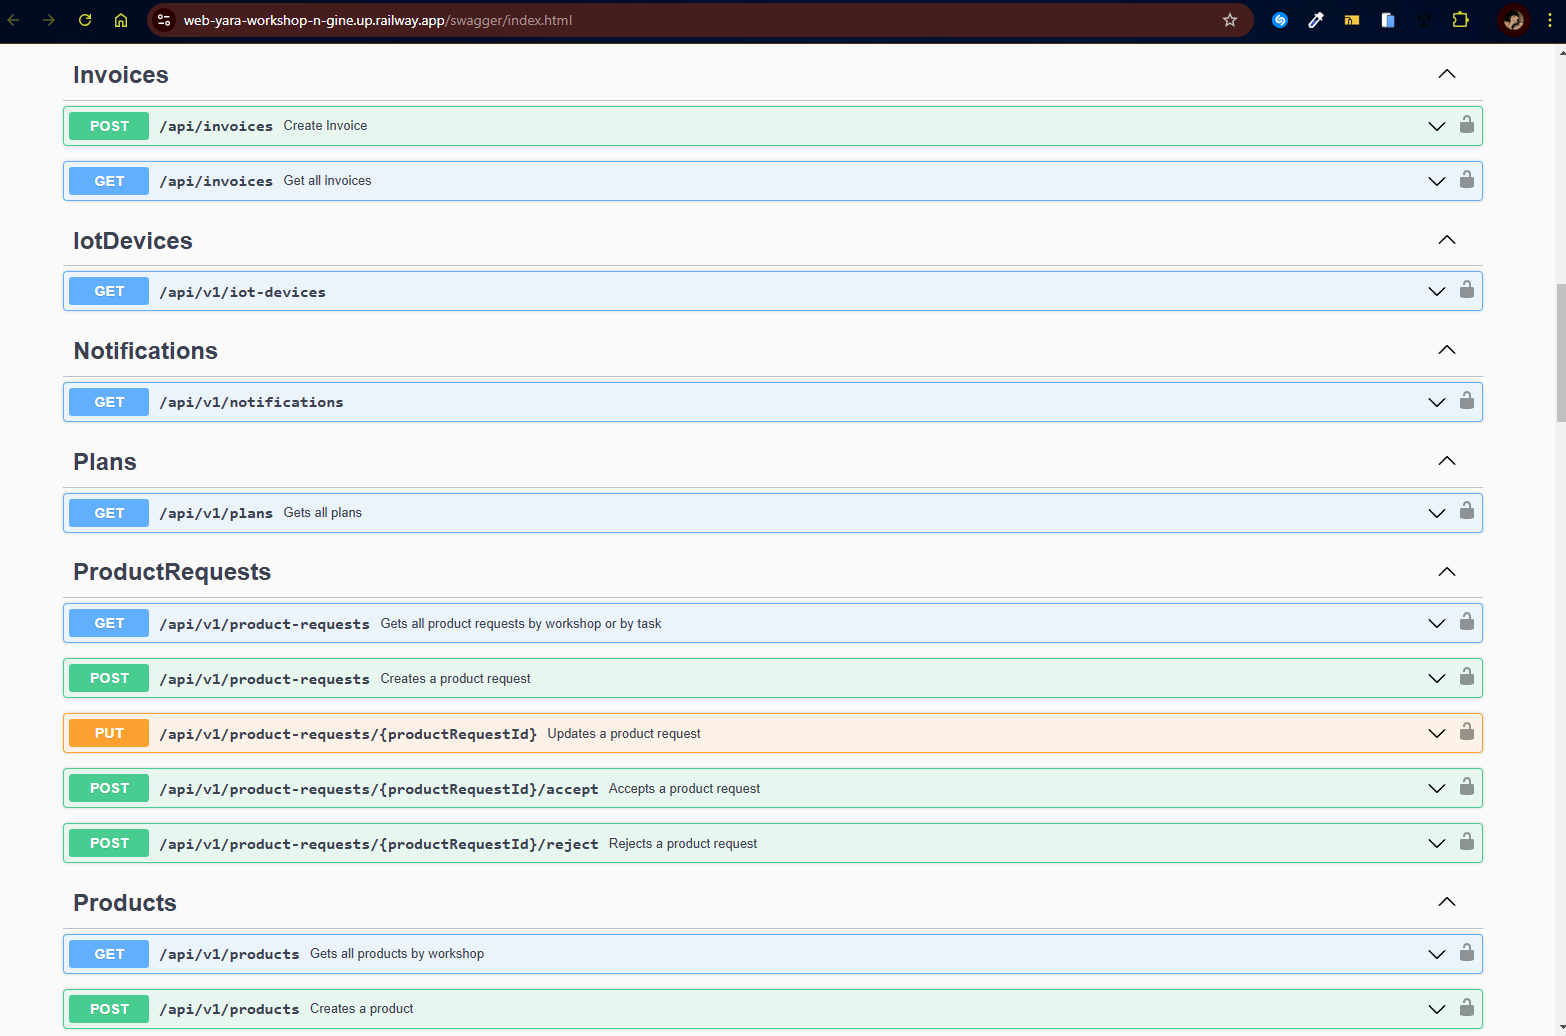 web-yara-workshop-n-gine.up.railway.app/swagger/index.html
Invoices
POST /api/invoices Create Invoice
GET /api/invoices Get all invoices
IotDevices
GET /api/v1/iot-devices
Notifications
GET /api/v1/notifications
Plans
GET /api/v1/plans Gets all plans
ProductRequests
GET /api/v1/product-requests Gets all product requests by workshop or by task
POST /api/v1/product-requests Creates a product request
PUT /api/v1/product-requests/{productRequestId} Updates a product request
POST /api/v1/product-requests/{productRequestId}/accept Accepts a product request
POST /api/v1/product-requests/{productRequestId}/reject Rejects a product request
Products
GET /api/v1/products Gets all products by workshop
POST /api/v1/products Creates a product